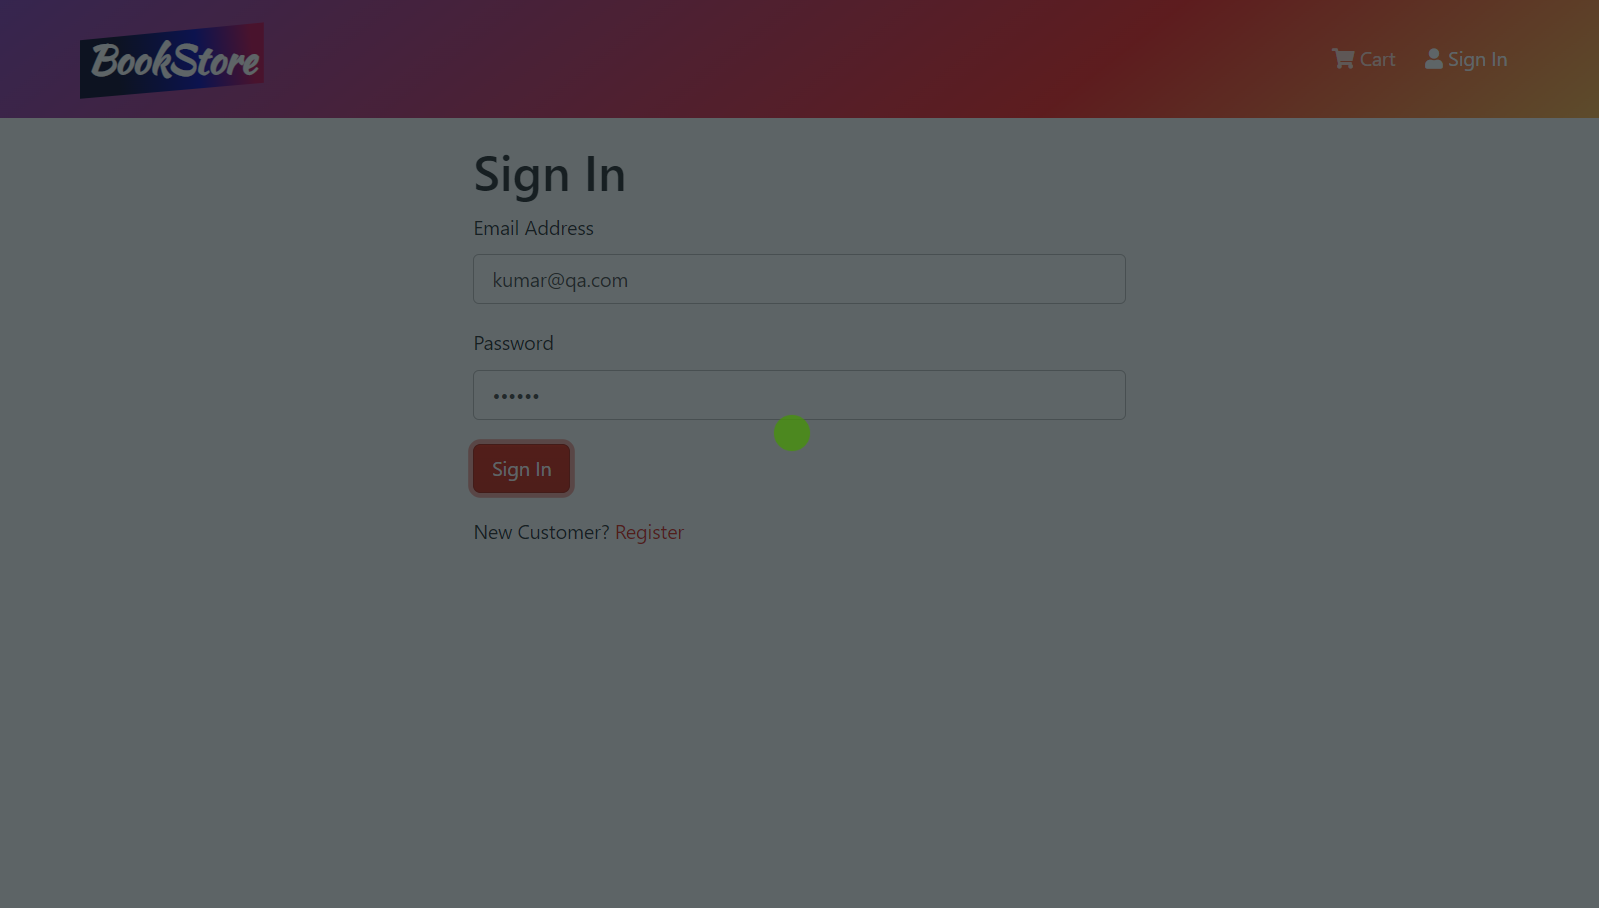 BookStore
Cart
Sign In
Sign In
Email Address
kumar@qa.com
Password
••••••
Sign In
New Customer? Register